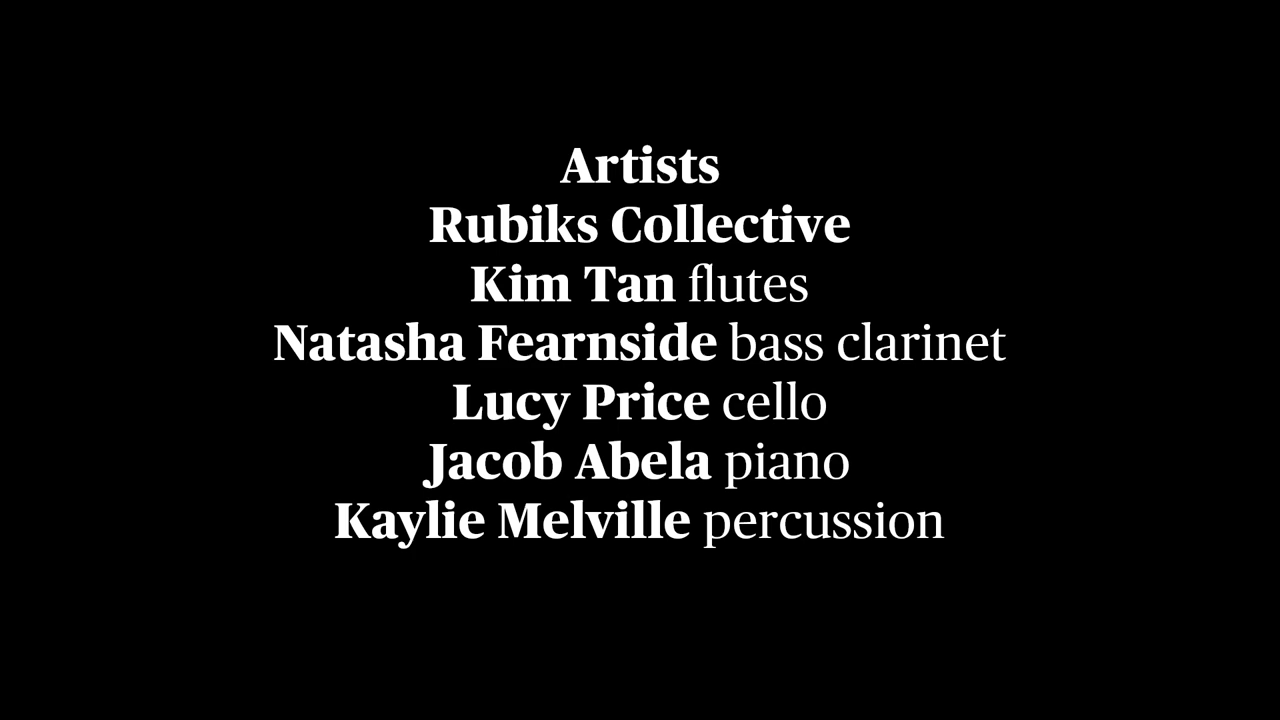 Artists
Rubiks Collective
Kim Tan flutes
Natasha Fearnside bass clarinet
Lucy Price cello
Jacob Abela piano
Kaylie Melville percussion